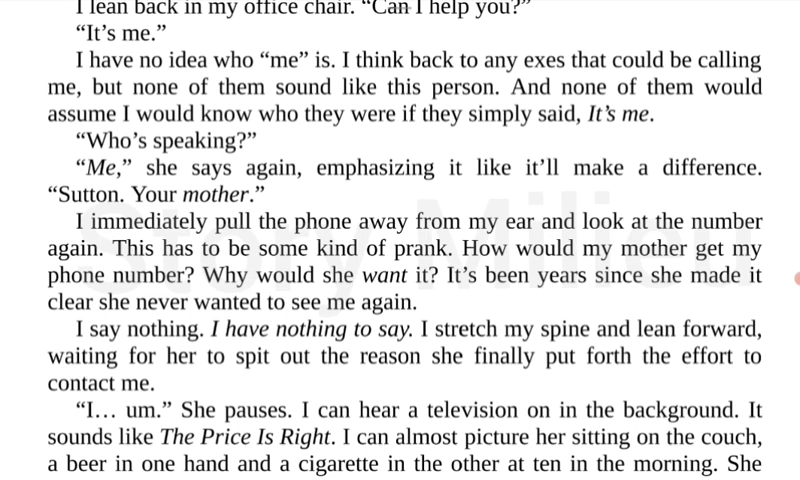 I lean back in my office chair. “Can I help you?”
“It’s me.”
I have no idea who “me” is. I think back to any exes that could be calling
me, but none of them sound like this person. And none of them would
assume I would know who they were if they simply said, It’s me.
“Who’s speaking?”
“Me,” she says again, emphasizing it like it’ll make a difference.
“Sutton. Your mother.”
I immediately pull the phone away from my ear and look at the number
again. This has to be some kind of prank. How would my mother get my
phone number? Why would she want it? It’s been years since she made it
clear she never wanted to see me again.
I say nothing. I have nothing to say. I stretch my spine and lean forward,
waiting for her to spit out the reason she finally put forth the effort to
contact me.
“I… um.” She pauses. I can hear a television on in the background. It
sounds like The Price Is Right. I can almost picture her sitting on the couch,
a beer in one hand and a cigarette in the other at ten in the morning. She
Story Milieu